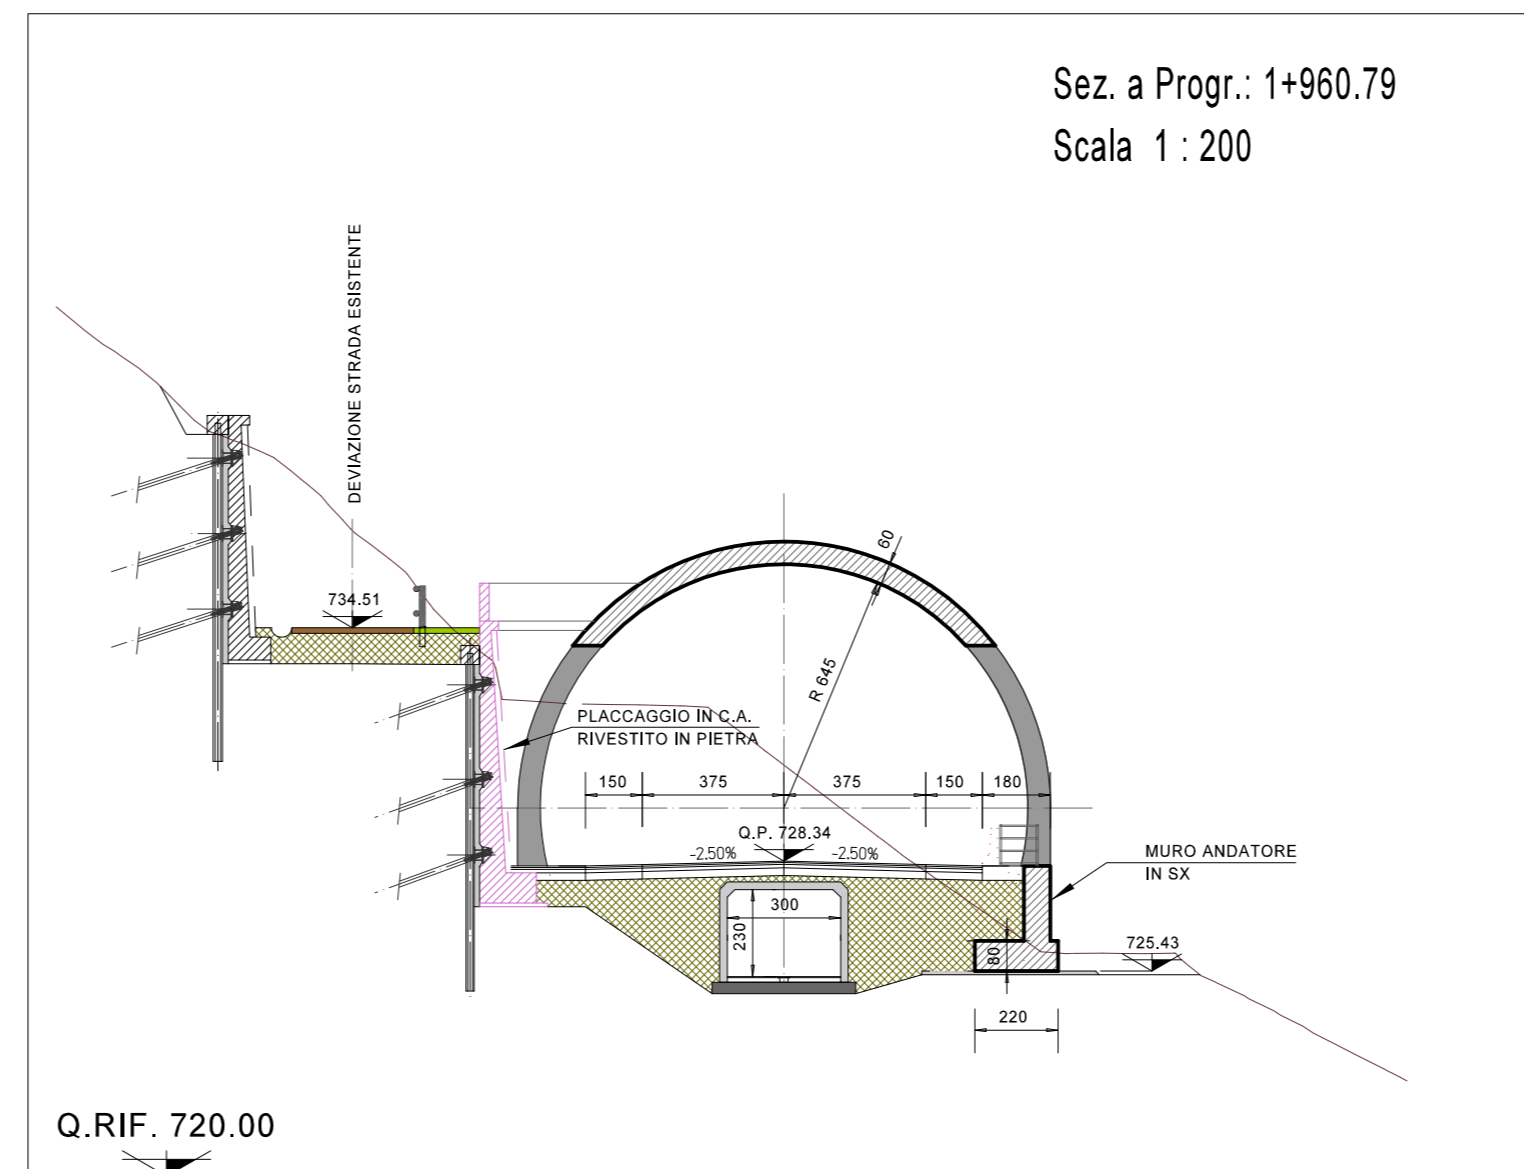 Sez. a Progr.: 1+960.79
Scala 1 : 200
DEVIAZIONE STRADA ESISTENTE
734.51
60
R 645
PLACCAGGIO IN C.A.
RIVESTITO IN PIETRA
150 375 375 150 180
Q.P. 728.34
-2.50% -2.50%
MURO ANDATORE
IN SX
300
230
80
725.43
220
Q.RIF. 720.00